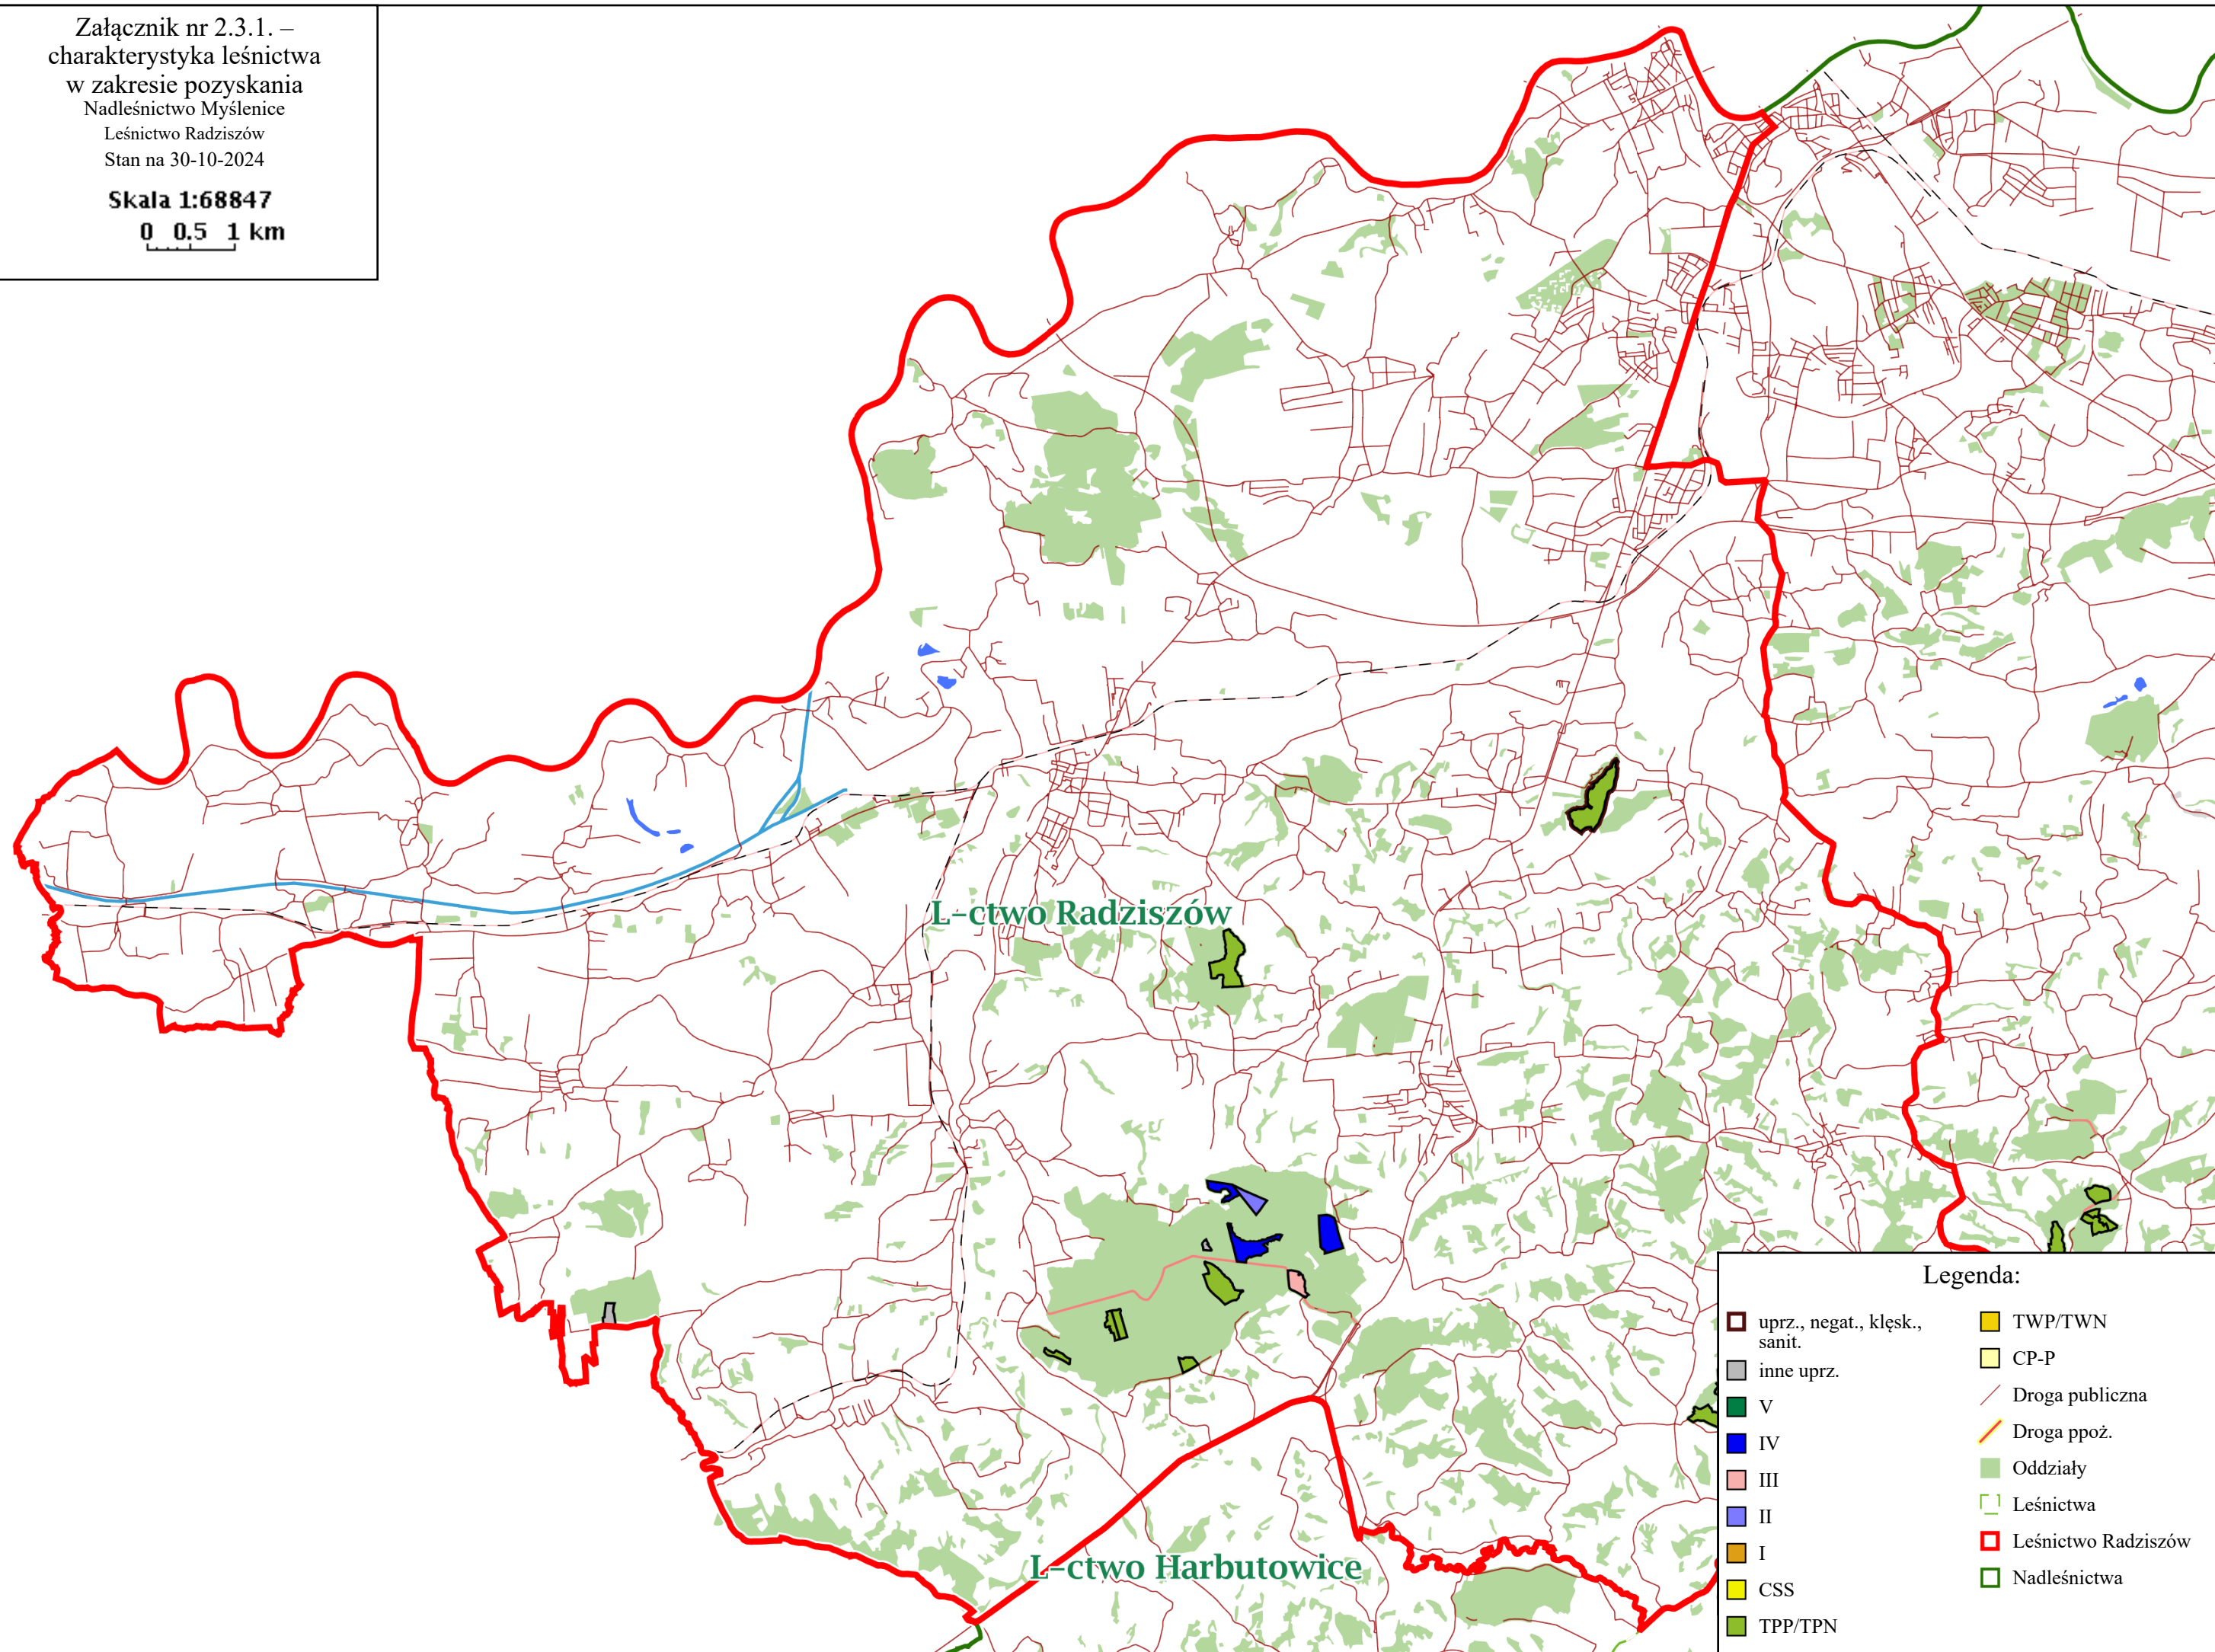 Załącznik nr 2.3.1. –
charakterystyka leśnictwa
w zakresie pozyskania
Nadleśnictwo Myślenice
Leśnictwo Radziszów
Stan na 30-10-2024
Skala 1:68847
0 0.5 1 km
L-ctwo Radziszów
L-ctwo Harbutowice
Legenda:
uprz., negat., klęsk.,
sanit.
inne uprz.
V
IV
III
II
I
CSS
TPP/TPN
TWP/TWN
CP-P
Droga publiczna
Droga ppoż.
Oddziały
Leśnictwa
Leśnictwo Radziszów
Nadleśnictwa